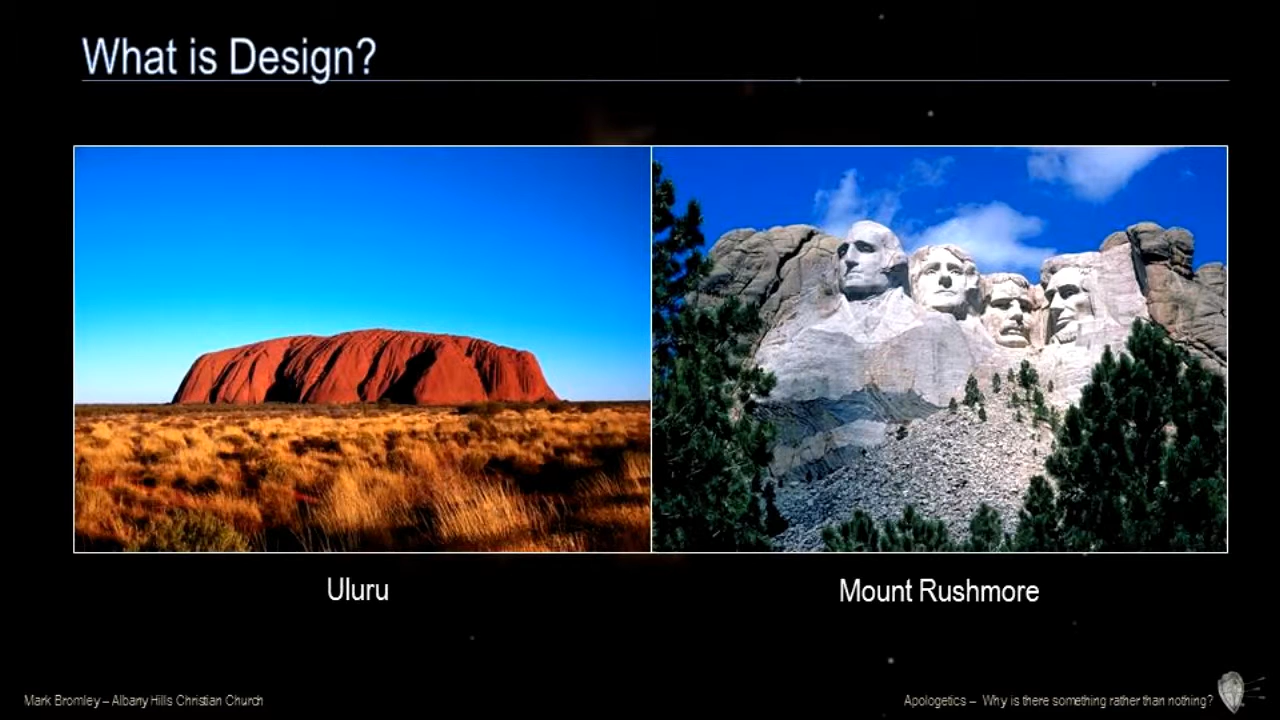 What is Design?
Uluru
Mount Rushmore
Mark Bromley – Albany Hills Christian Church
Apologetics – Why is there something rather than nothing?